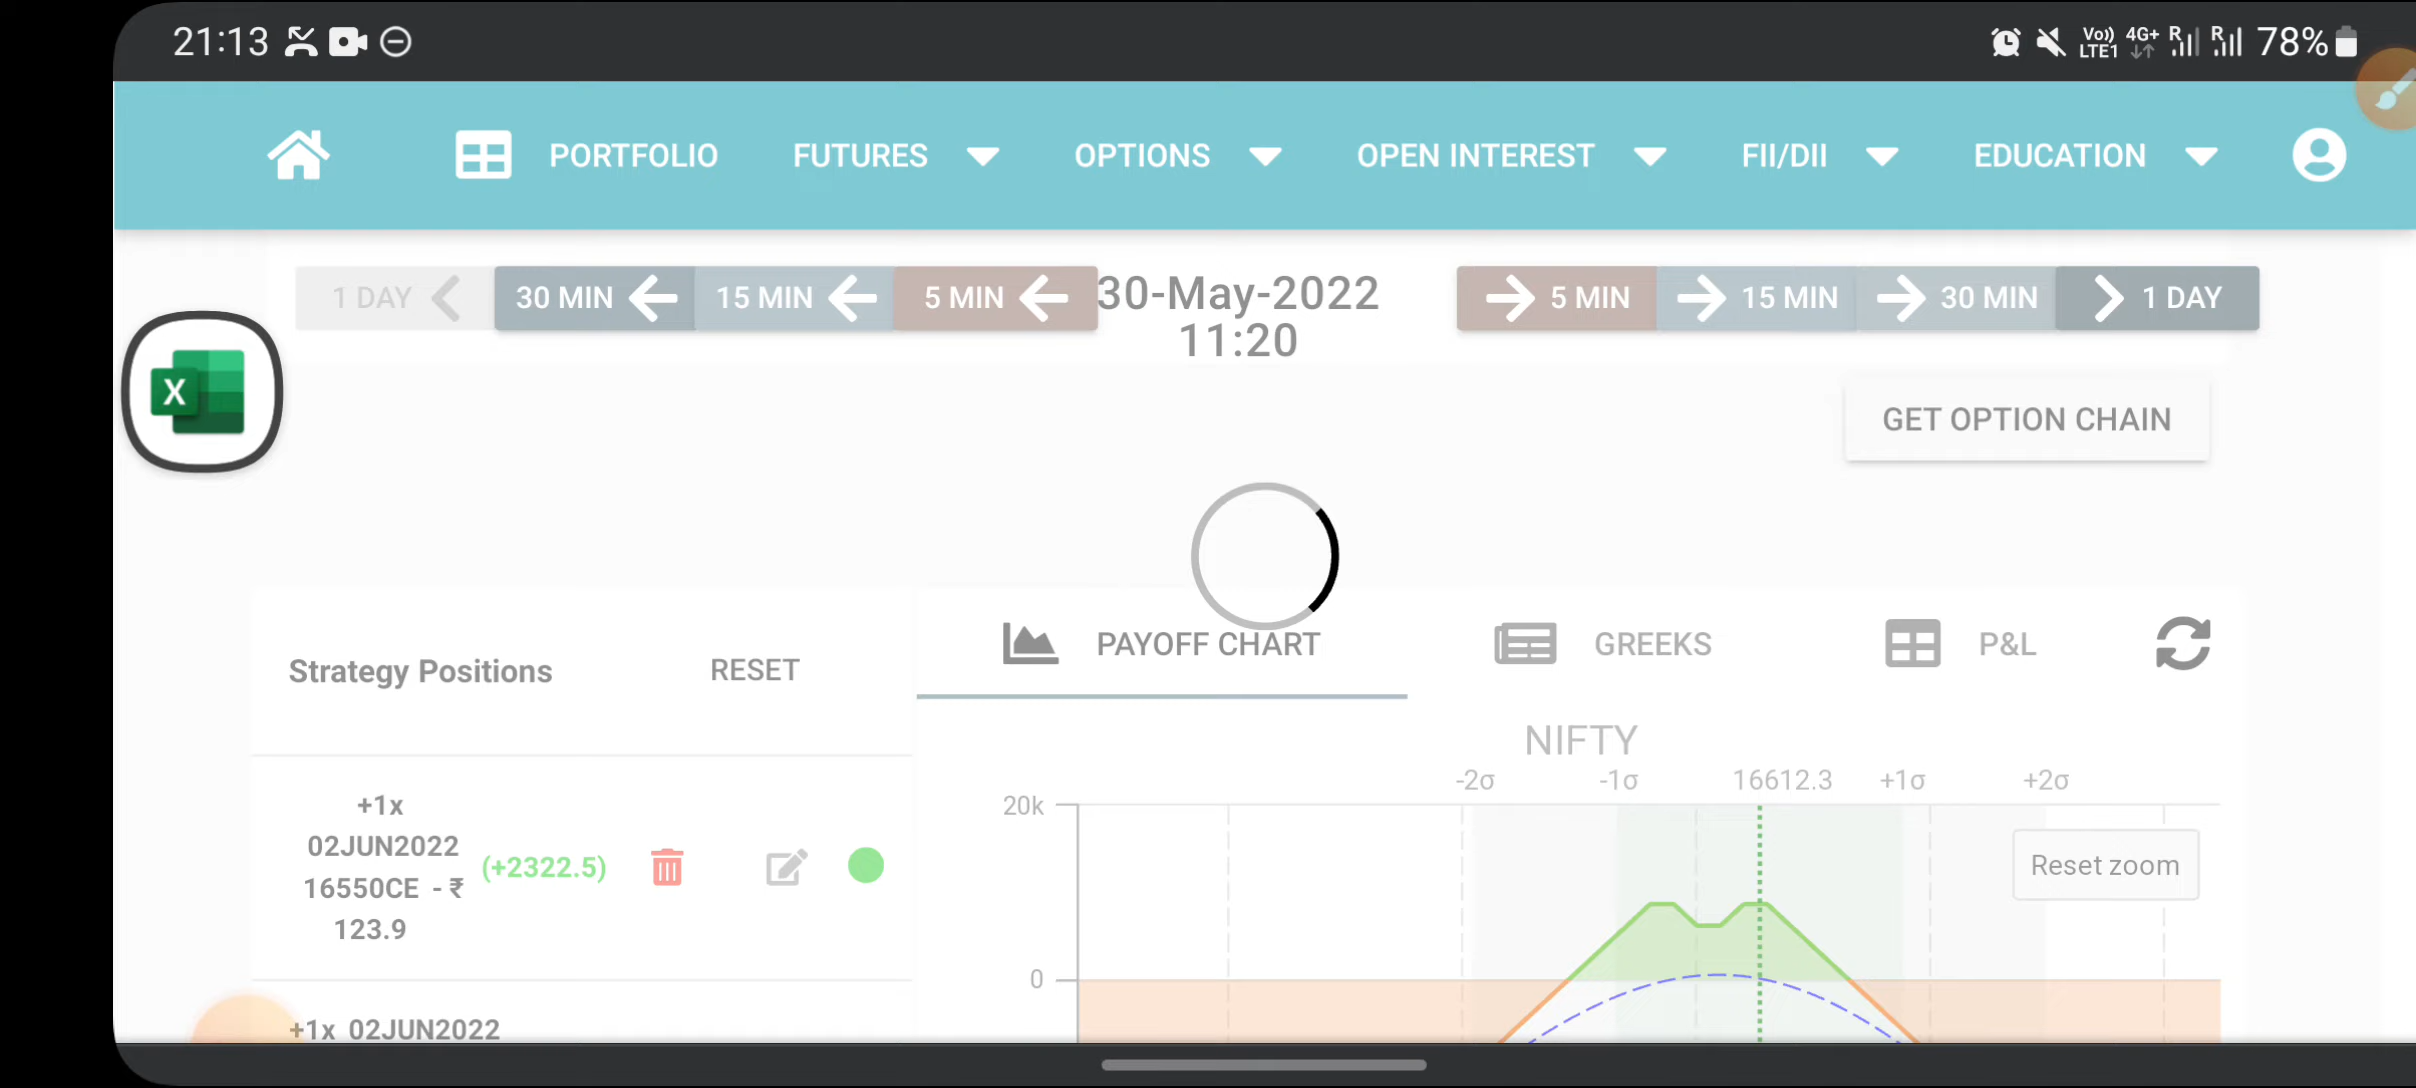 21:13
Vo)) LTE1 4G+ R R 78%
PORTFOLIO FUTURES OPTIONS OPEN INTEREST FII/DII EDUCATION
1 DAY 30 MIN 15 MIN 5 MIN 30-May-2022 5 MIN 15 MIN 30 MIN 1 DAY
11:20
X
GET OPTION CHAIN
Strategy Positions RESET PAYOFF CHART GREEKS P&L
NIFTY
-2σ -1σ 16612.3 +1σ +2σ
20k
Reset zoom
+1x
02JUN2022
16550CE - ₹
123.9
(+2322.5)
0
+1x 02JUN2022